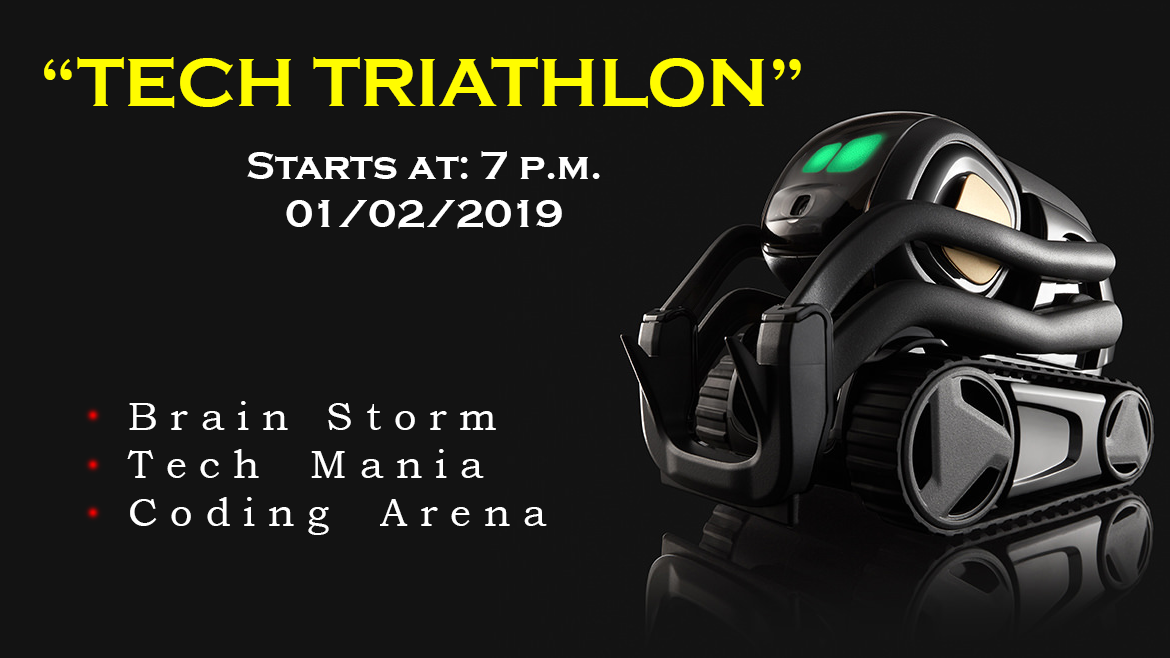 “TECH TRIATHLON”
STARTS AT: 7 P.M.
01/02/2019
• Brain Storm
• Tech Mania
• Coding Arena